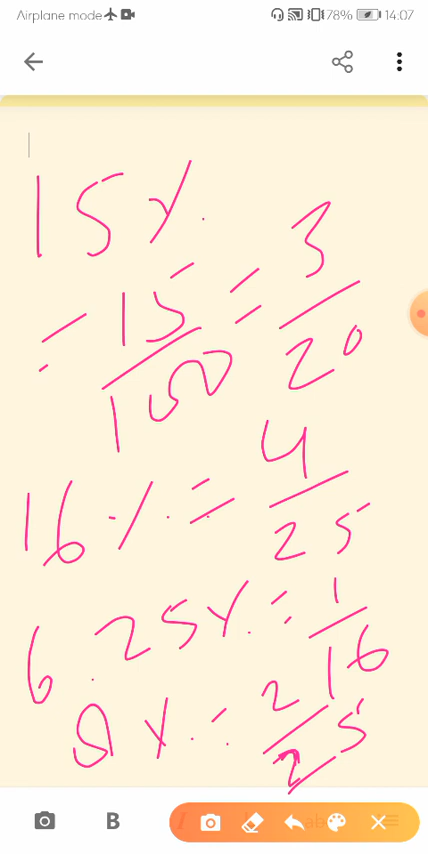 Airplane mode 78% 14:07
15%
= 15/100 = 3/20
16% = 4/25
6.25% = 1/16
8% = 2/25
B